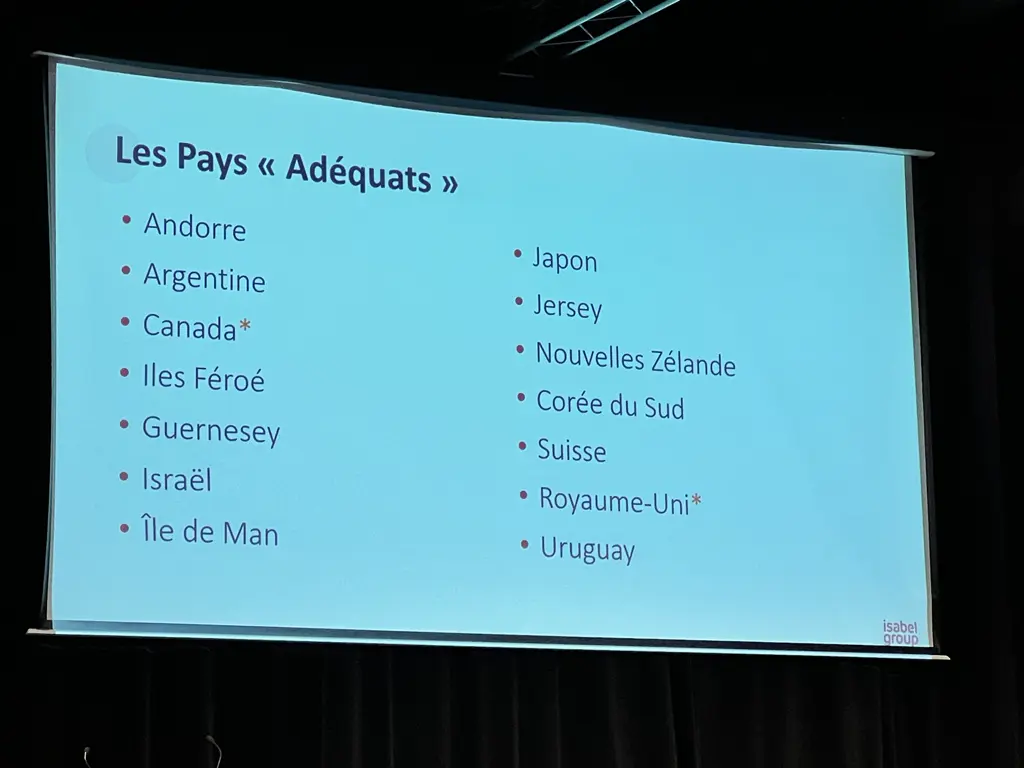 Les Pays « Adéquats »
• Andorre
• Argentine
• Canada*
• Iles Féroé
• Guernesey
• Israël
• Île de Man
• Japon
• Jersey
• Nouvelles Zélande
• Corée du Sud
• Suisse
• Royaume-Uni*
• Uruguay
isabel
group